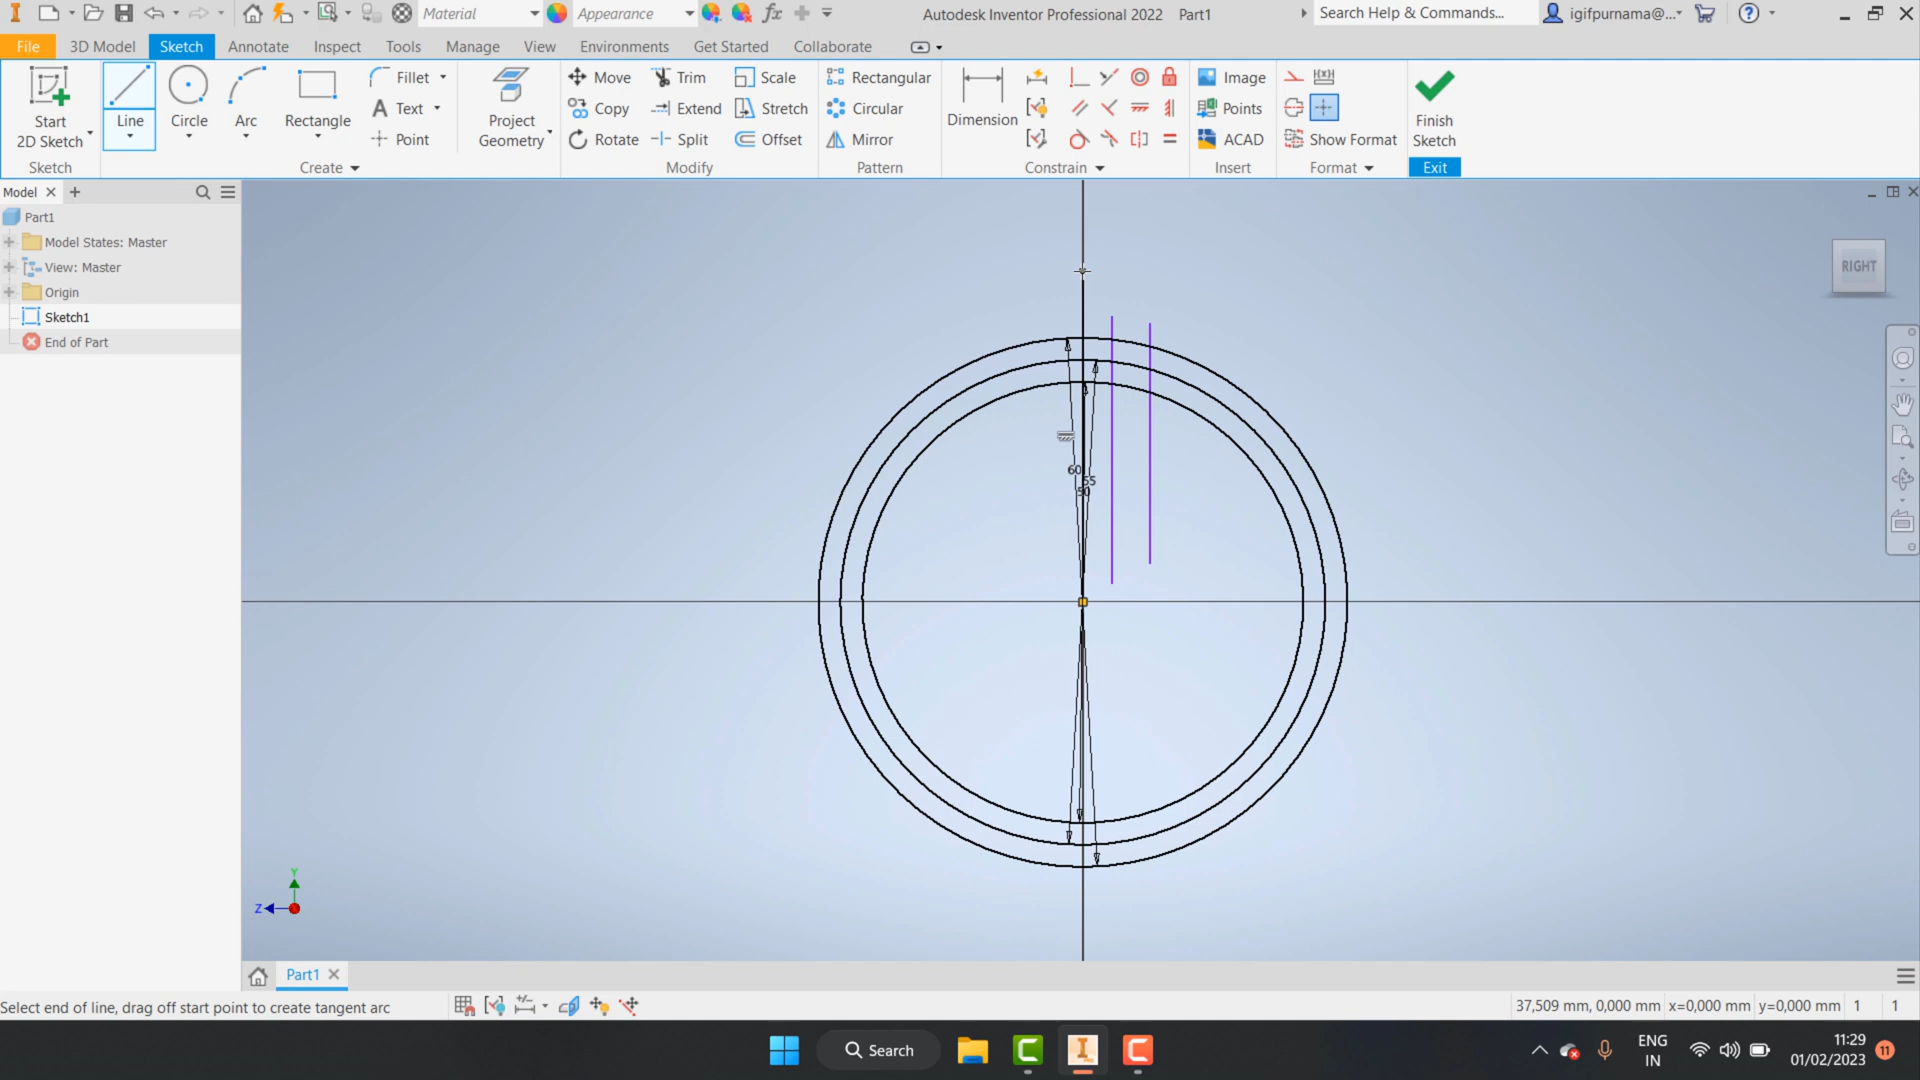 Material
Appearance
Autodesk Inventor Professional 2022 Part1
Search Help & Commands...
igifpurnama@...
File 3D Model Sketch Annotate Inspect Tools Manage View Environments Get Started Collaborate
Start
2D Sketch
Line
Circle
Arc
Rectangle
Fillet
Text
Point
Project
Geometry
Move
Copy
Rotate
Trim
Extend
Split
Scale
Stretch
Offset
Rectangular
Circular
Mirror
Dimension
Image
Points
ACAD
Show Format
Finish
Sketch
Sketch Create Modify Pattern Constrain Insert Format Exit
Model
Part1
Model States: Master
View: Master
Origin
Sketch1
End of Part
RIGHT
60
55
50
Y
Z
Part1
Select end of line, drag off start point to create tangent arc
37,509 mm, 0,000 mm x=0,000 mm y=0,000 mm 1 1
Search
ENG
IN
11:29
01/02/2023
11